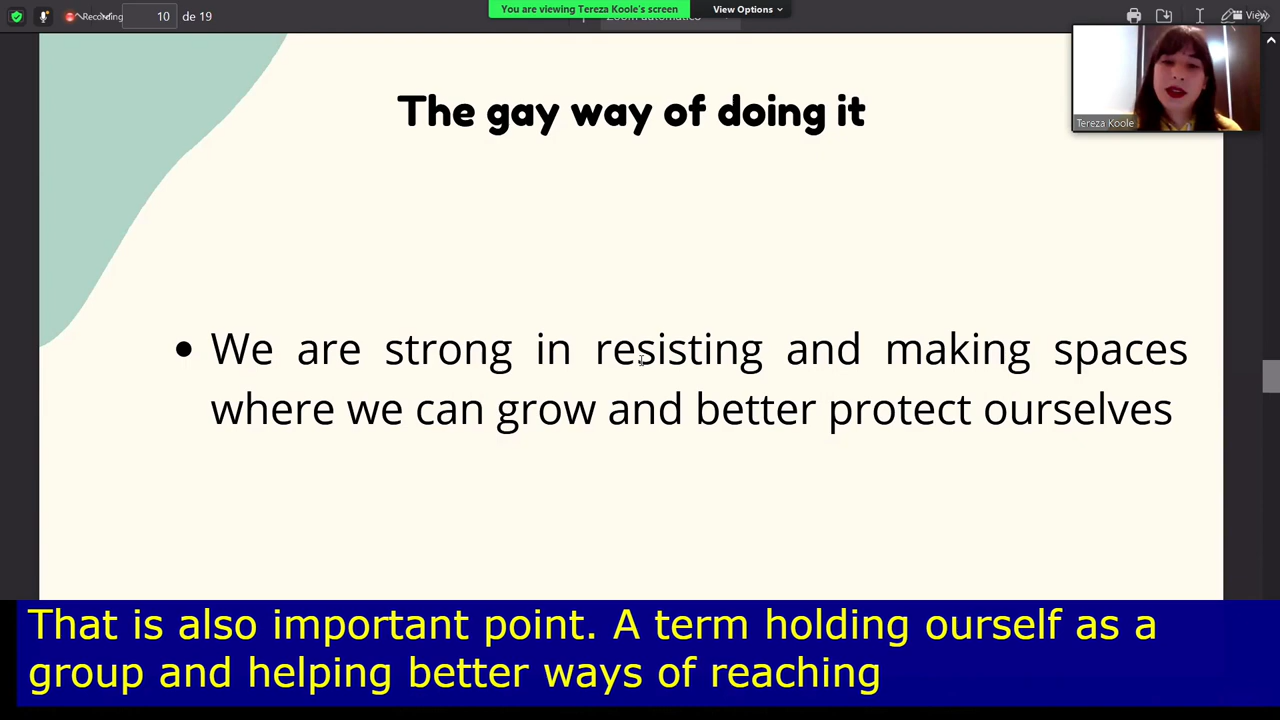 Recording 10 de 19 You are viewing Tereza Koole's screen View Options View
The gay way of doing it
Tereza Koole
• We are strong in resisting and making spaces
where we can grow and better protect ourselves
That is also important point. A term holding ourself as a
group and helping better ways of reaching